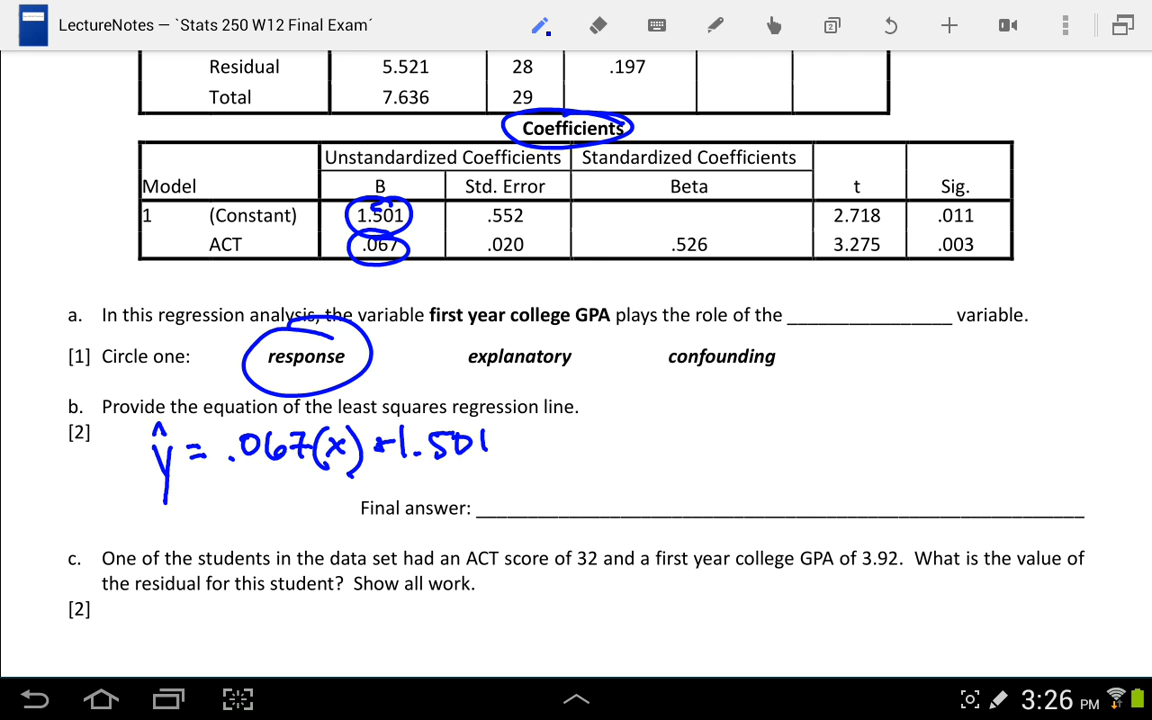 LectureNotes — `Stats 250 W12 Final Exam´
Residual 5.521 28 .197
Total 7.636 29
Coefficients
Unstandardized Coefficients Standardized Coefficients
Model B Std. Error Beta t Sig.
1 (Constant) 1.501 .552 2.718 .011
ACT .067 .020 .526 3.275 .003
a. In this regression analysis, the variable first year college GPA plays the role of the ________________ variable.
[1] Circle one: response explanatory confounding
b. Provide the equation of the least squares regression line.
[2]
ŷ = .067(x) + 1.501
Final answer: ____________________________________________________________
c. One of the students in the data set had an ACT score of 32 and a first year college GPA of 3.92. What is the value of
the residual for this student? Show all work.
[2]
3:26 PM